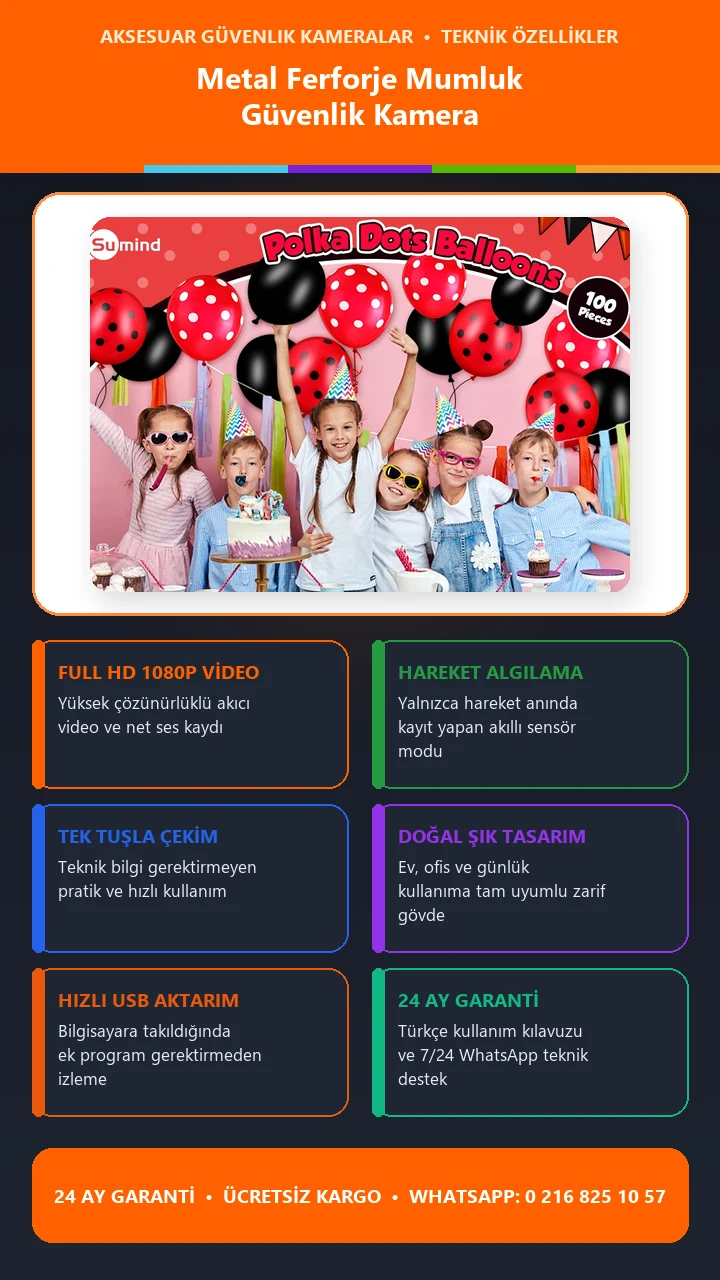 AKSESUAR GÜVENLIK KAMERALAR • TEKNİK ÖZELLİKLER
Metal Ferforje Mumluk
Güvenlik Kamera
Sumind
Polka Dots Balloons
100
Pieces
FULL HD 1080P VİDEO
Yüksek çözünürlüklü akıcı
video ve net ses kaydı
HAREKET ALGILAMA
Yalnızca hareket anında
kayıt yapan akıllı sensör
modu
TEK TUŞLA ÇEKİM
Teknik bilgi gerektirmeyen
pratik ve hızlı kullanım
DOĞAL ŞIK TASARIM
Ev, ofis ve günlük
kullanıma tam uyumlu zarif
gövde
HIZLI USB AKTARIM
Bilgisayara takıldığında
ek program gerektirmeden
izleme
24 AY GARANTİ
Türkçe kullanım kılavuzu
ve 7/24 WhatsApp teknik
destek
24 AY GARANTİ • ÜCRETSİZ KARGO • WHATSAPP: 0 216 825 10 57